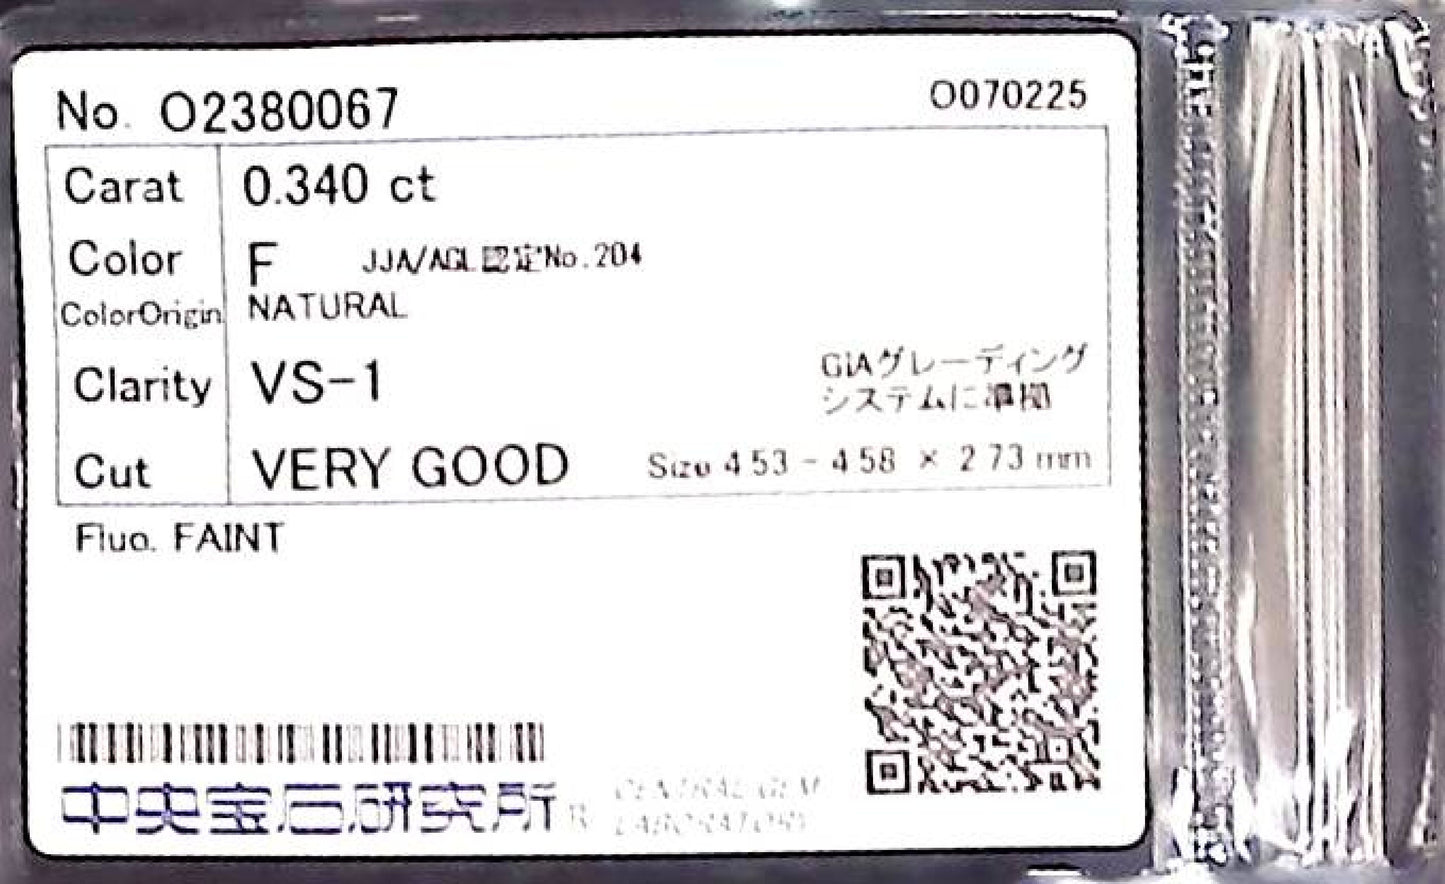 No. O2380067
O070225
Carat 0.340 ct
Color F JJA/AGL認定No.204
ColorOrigin NATURAL
Clarity VS-1
GIAグレーディング
システムに準拠
Cut VERY GOOD Size 4.53 - 4.58 × 2.73 mm
Fluo. FAINT
中央宝石研究所 R
CENTRAL GEM
LABORATORY